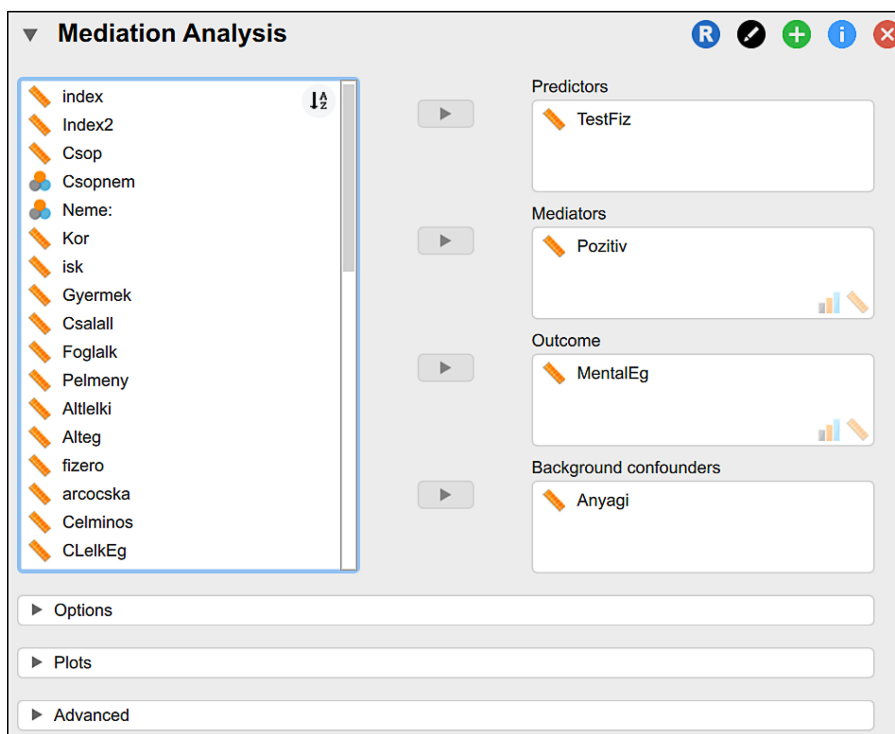 Mediation Analysis
R
i
A
Z
index
Index2
Csop
Csopnem
Neme:
Kor
isk
Gyermek
Csalall
Foglalk
Pelmeny
Altlelki
Alteg
fizero
arcocska
Celminos
CLelkEg
Predictors
TestFiz
Mediators
Pozitiv
Outcome
MentalEg
Background confounders
Anyagi
Options
Plots
Advanced